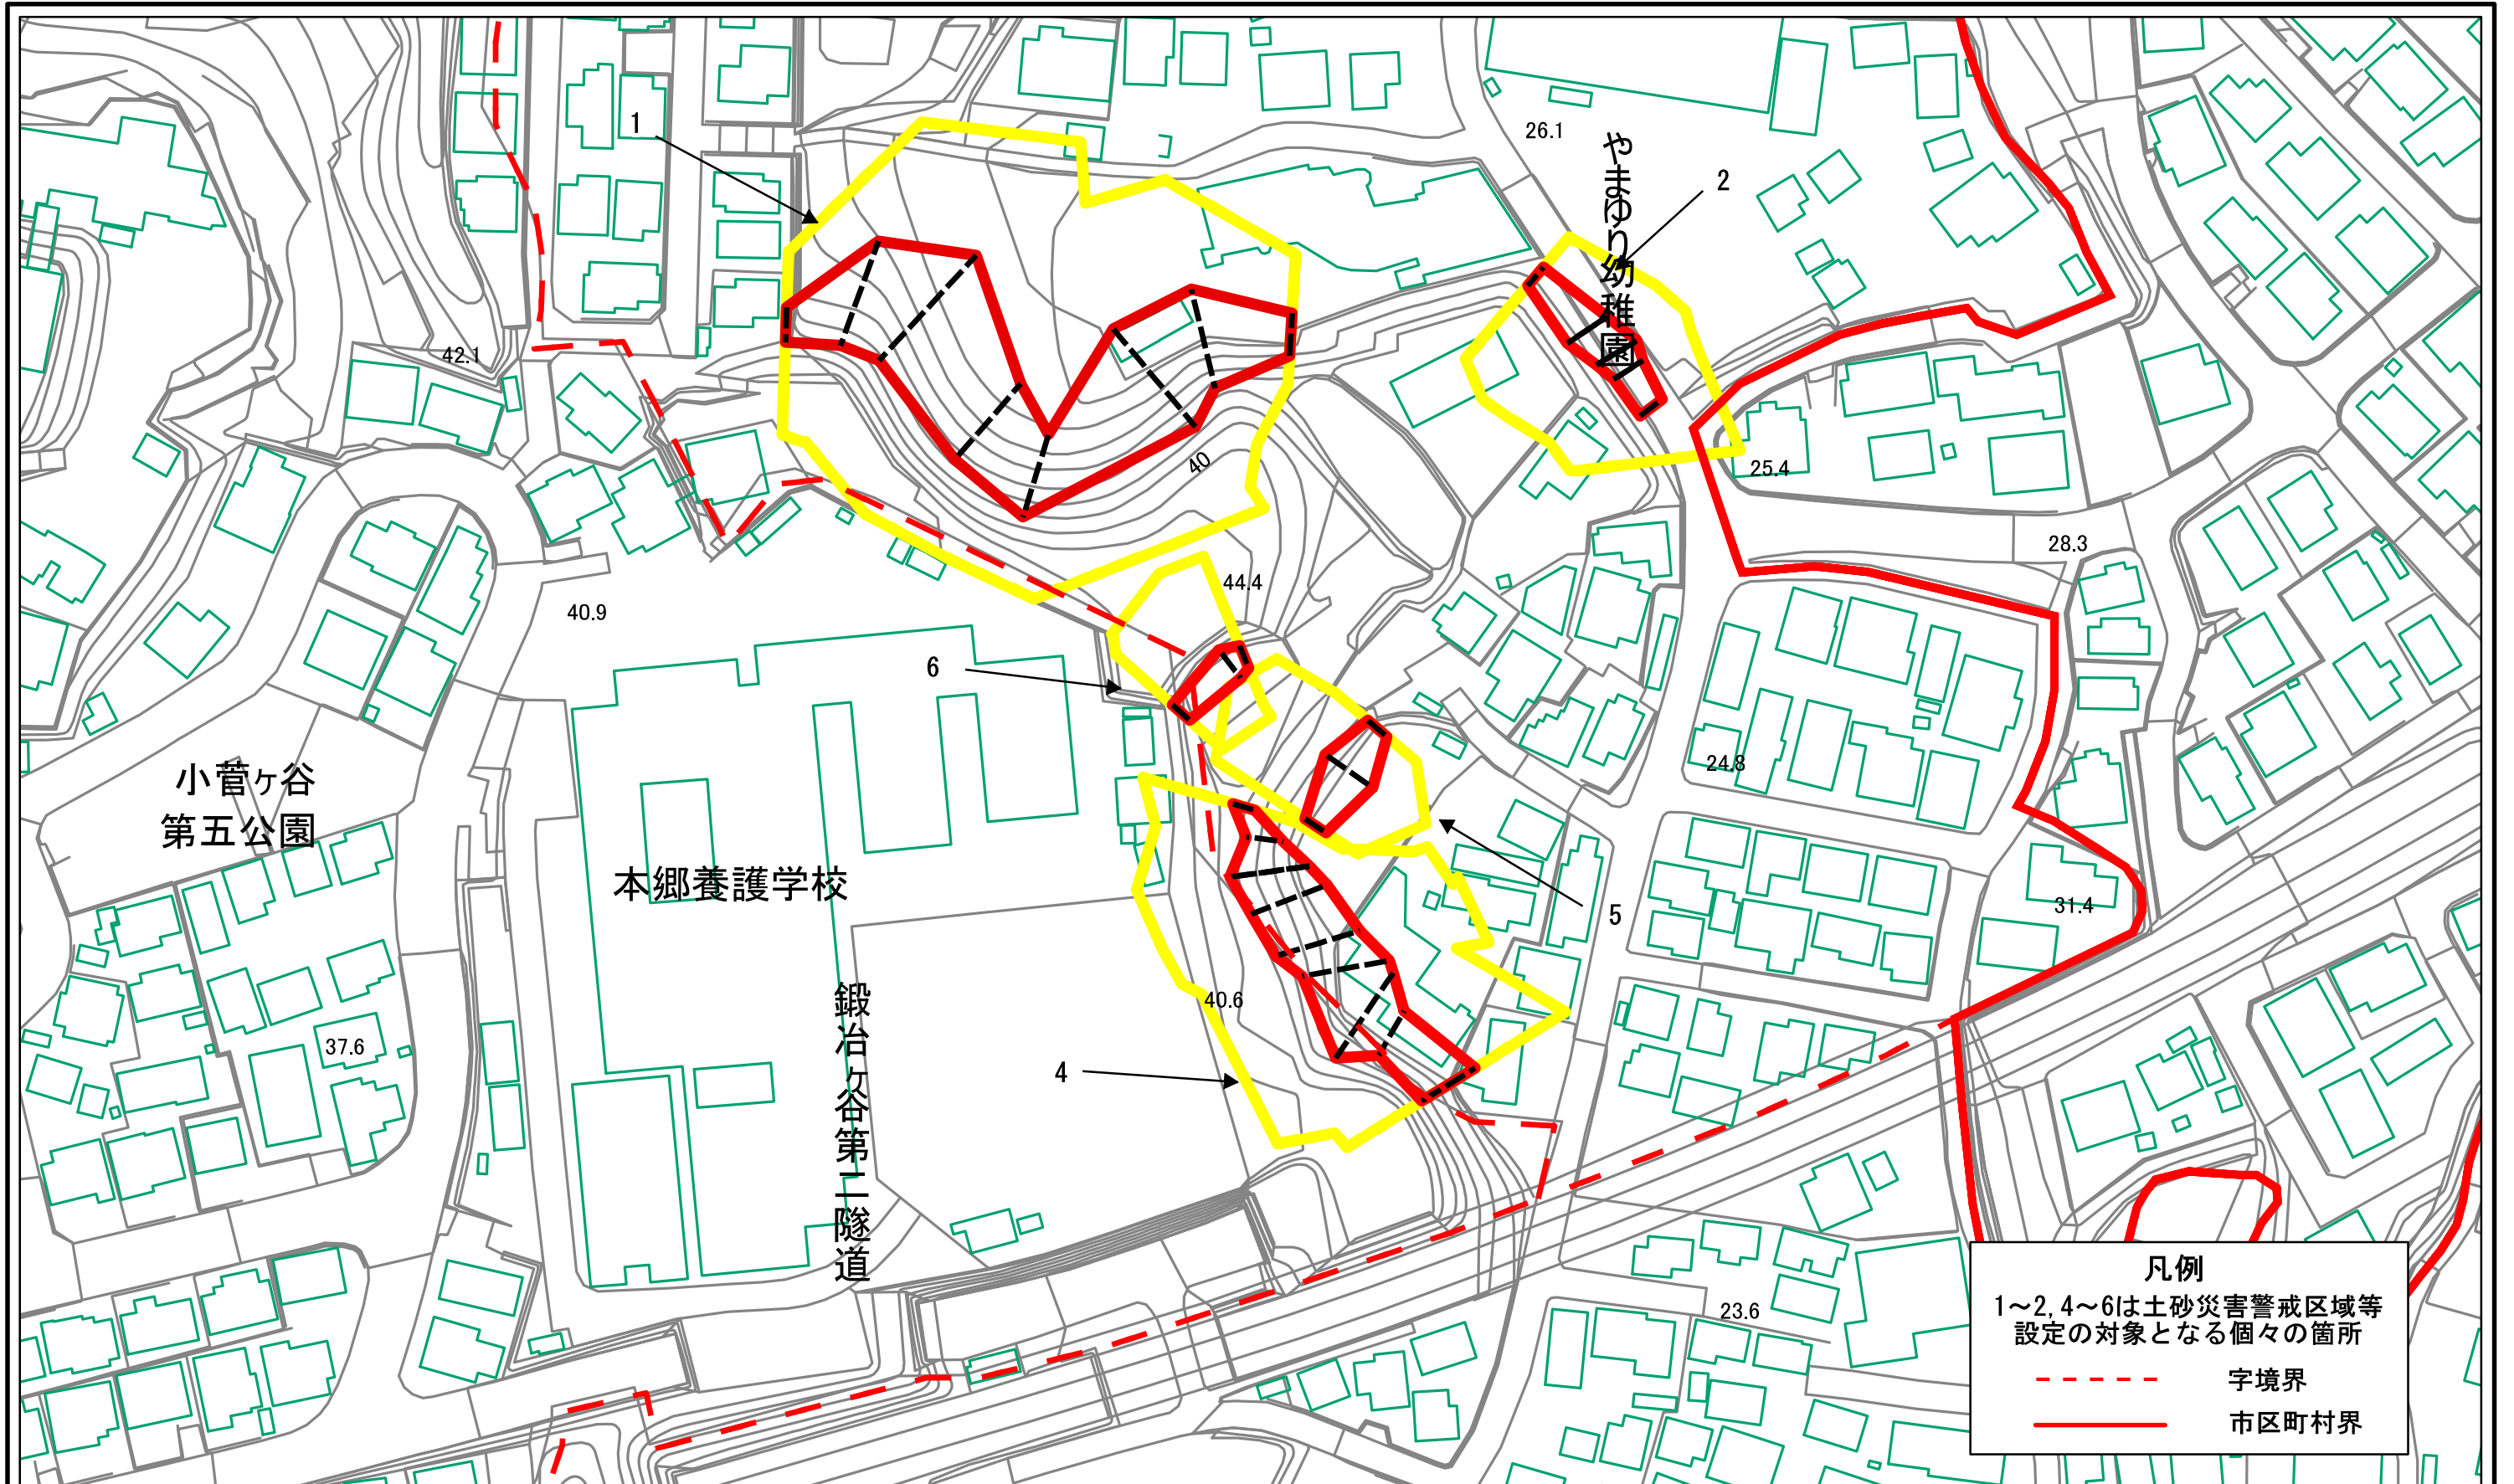 1
26.1
やまゆり幼稚園
2
42.1
40
25.4
28.3
44.4
40.9
6
小菅ヶ谷
第五公園
24.8
本郷養護学校
5
31.4
鍛冶ヶ谷第二隧道
40.6
37.6
4
23.6
凡例
1～2,4～6は土砂災害警戒区域等
設定の対象となる個々の箇所
字境界
市区町村界